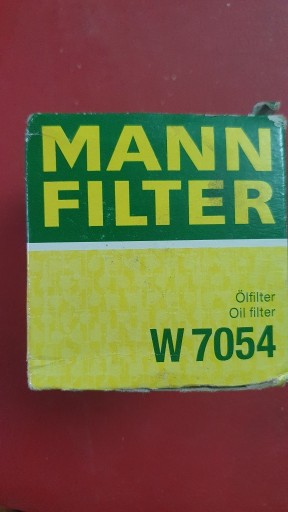 MANN
FILTER
Ölfilter
Oil filter
W 7054